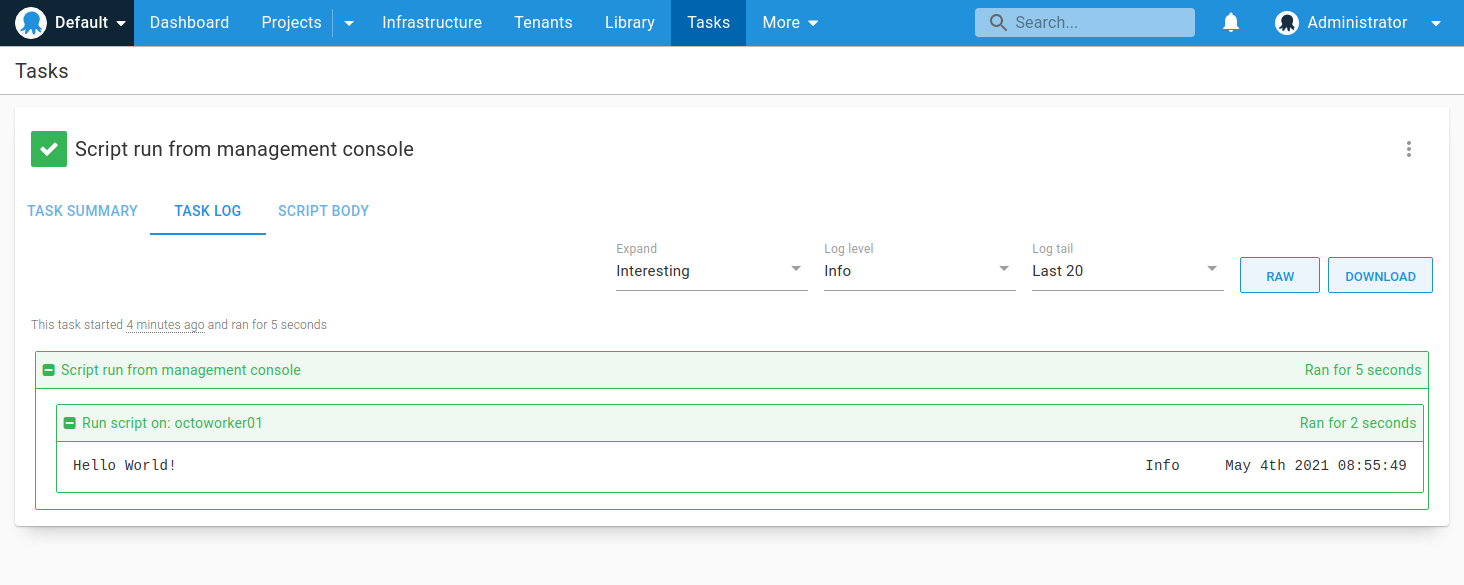 Default Dashboard Projects Infrastructure Tenants Library Tasks More Search... Administrator
Tasks
Script run from management console
TASK SUMMARY TASK LOG SCRIPT BODY
Expand Log level Log tail
Interesting Info Last 20 RAW DOWNLOAD
This task started 4 minutes ago and ran for 5 seconds
Script run from management console Ran for 5 seconds
Run script on: octoworker01 Ran for 2 seconds
Hello World! Info May 4th 2021 08:55:49